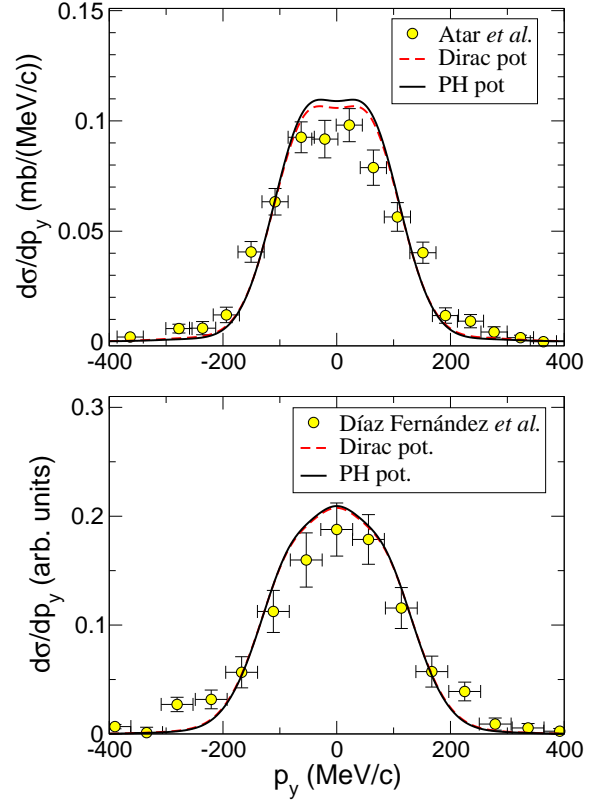 0.15
Atar et al.
Dirac pot
PH pot
0.1
0.05
0
dσ/dp_y (mb/(MeV/c))
-400 -200 0 200 400
0.3
Díaz Fernández et al.
Dirac pot.
PH pot.
0.2
0.1
0
dσ/dp_y (arb. units)
-400 -200 0 200 400
p_y (MeV/c)